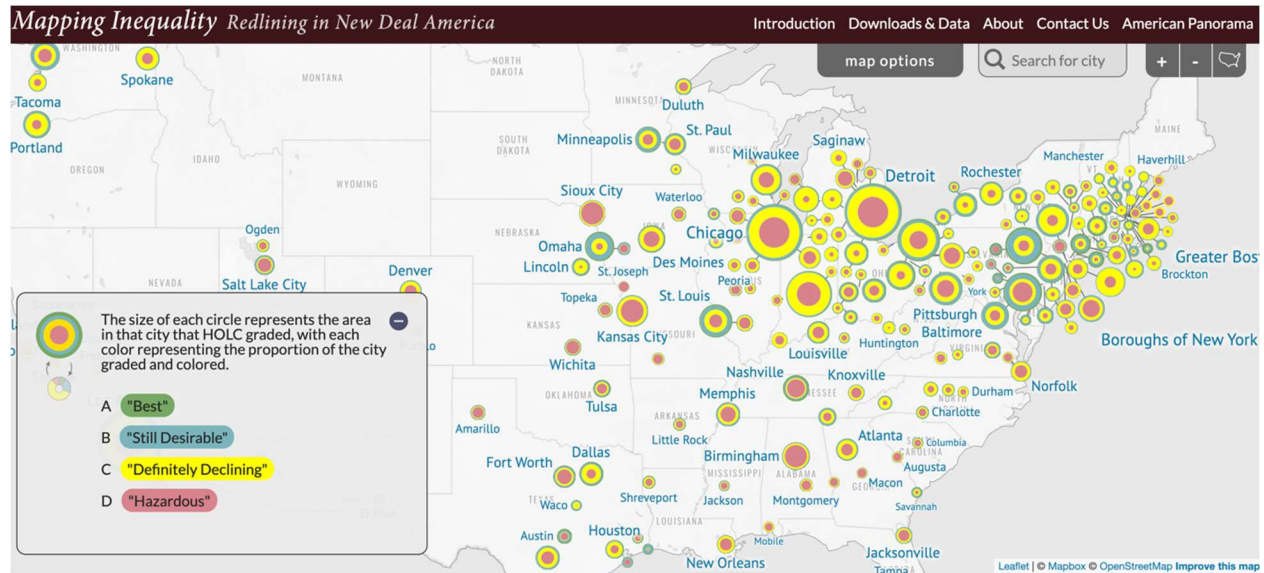 Mapping Inequality Redlining in New Deal America
Introduction Downloads & Data About Contact Us American Panorama
map options
Search for city
+ -
WASHINGTON
Spokane
Tacoma
Portland
MONTANA
NORTH
DAKOTA
MINNESOTA
Duluth
Minneapolis
St. Paul
SOUTH
DAKOTA
OREGON
IDAHO
WYOMING
Milwaukee
Saginaw
Detroit
Rochester
Manchester
Haverhill
MAINE
Sioux City
Waterloo
Chicago
NEBRASKA
Omaha
Lincoln
St. Joseph
Des Moines
Peoria
Greater Bos
Brockton
Ogden
Salt Lake City
NEVADA
Denver
Topeka
St. Louis
KANSAS
Kansas City
York
Pittsburgh
Baltimore
Huntington
Louisville
Boroughs of New York
Wichita
Nashville
Knoxville
Norfolk
OKLAHOMA
Tulsa
Memphis
Durham
NORTH
Charlotte
Amarillo
ARKANSAS
Little Rock
Atlanta
Columbia
CAROLINA
Fort Worth
Dallas
Birmingham
MISSISSIPPI
ALABAMA
Augusta
Macon
Waco
Shreveport
Jackson
Montgomery
Savannah
LOUISIANA
Austin
Houston
Mobile
New Orleans
Jacksonville
Tampa
The size of each circle represents the area
in that city that HOLC graded, with each
color representing the proportion of the city
graded and colored.
A "Best"
B "Still Desirable"
C "Definitely Declining"
D "Hazardous"
Leaflet | © Mapbox © OpenStreetMap Improve this map